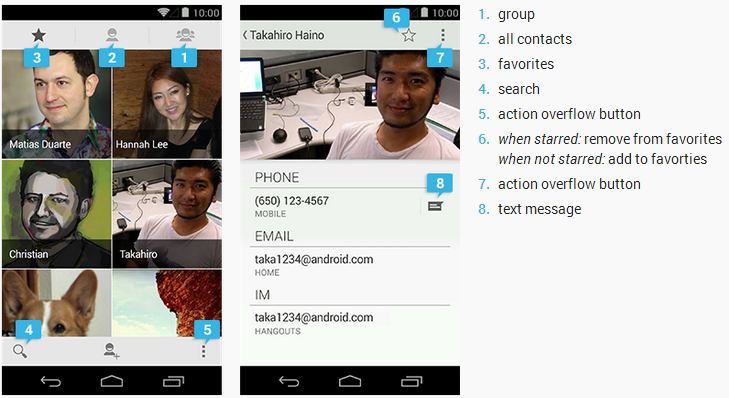 10:00
3
2
1
Matias Duarte
Hannah Lee
Christian
Takahiro
4
5
10:00
6
Takahiro Haino
7
PHONE
8
(650) 123-4567
MOBILE
EMAIL
taka1234@android.com
HOME
IM
taka1234@android.com
HANGOUTS
1. group
2. all contacts
3. favorites
4. search
5. action overflow button
6. when starred: remove from favorites
when not starred: add to favorties
7. action overflow button
8. text message